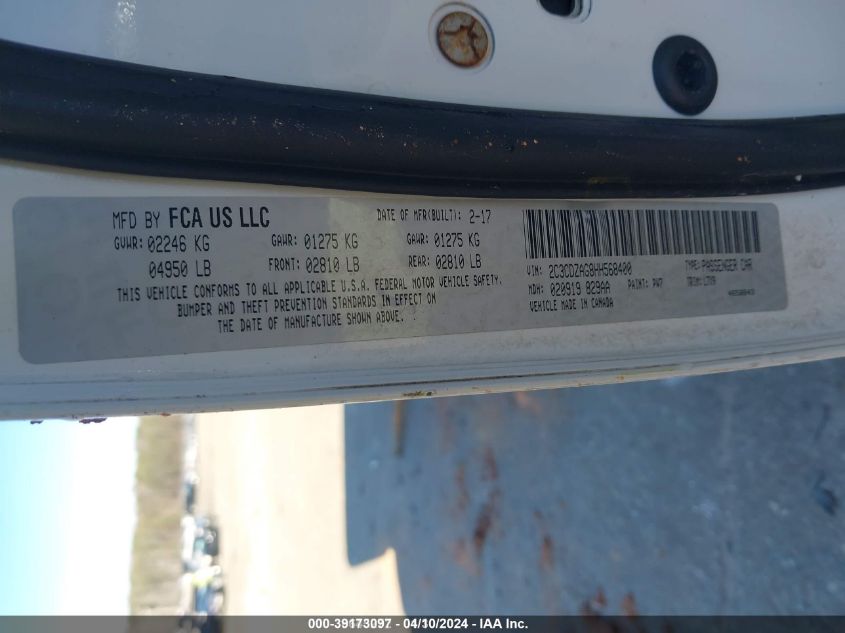 MFD BY FCA US LLC
DATE OF MFR(BUILT): 2-17
GVWR: 02246 KG
GAWR: 01275 KG
GAWR: 01275 KG
04950 LB
FRONT: 02810 LB
REAR: 02810 LB
THIS VEHICLE CONFORMS TO ALL APPLICABLE U.S.A. FEDERAL MOTOR VEHICLE SAFETY,
BUMPER AND THEFT PREVENTION STANDARDS IN EFFECT ON
THE DATE OF MANUFACTURE SHOWN ABOVE.
VIN: 2C3CDZAG8HH568400
TYPE: PASSENGER CAR
MDH: 020919 829AA
PAINT: PW7
TRIM:
VEHICLE MADE IN CANADA
000-39173097 - 04/10/2024 - IAA Inc.